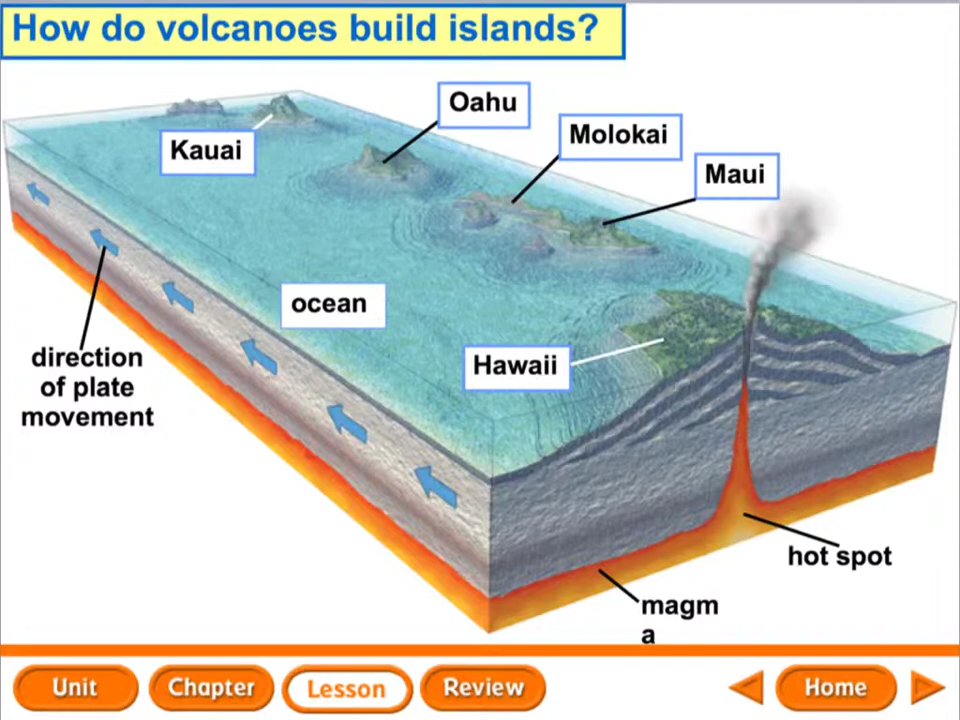 How do volcanoes build islands?
Oahu
Molokai
Kauai
Maui
ocean
direction
of plate
movement
Hawaii
hot spot
magm
a
Unit
Chapter
Lesson
Review
Home